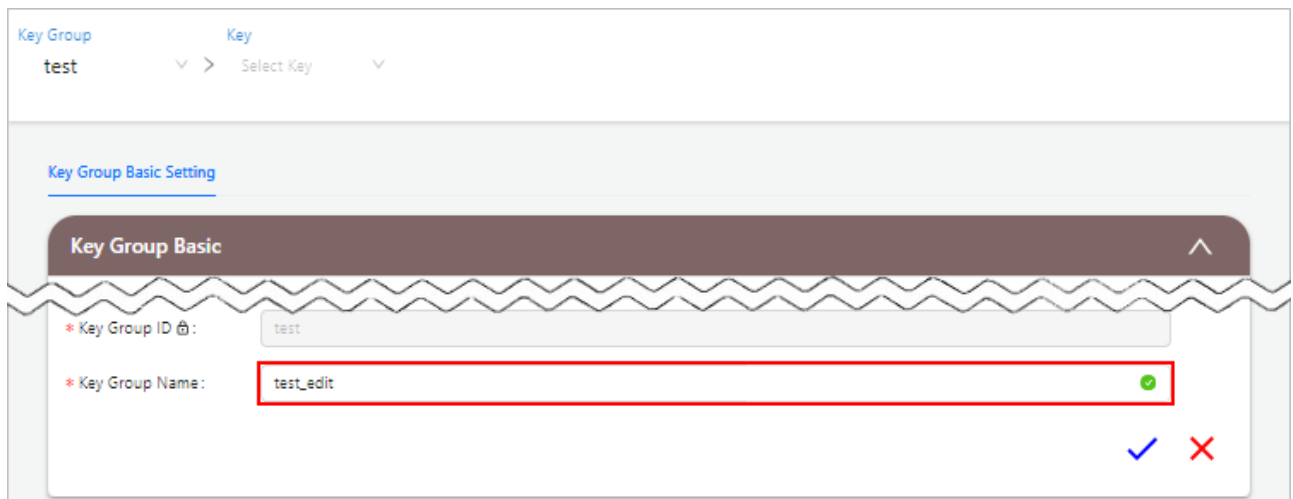 Key Group Key
test > Select Key
Key Group Basic Setting
Key Group Basic
* Key Group ID : test
* Key Group Name : test_edit